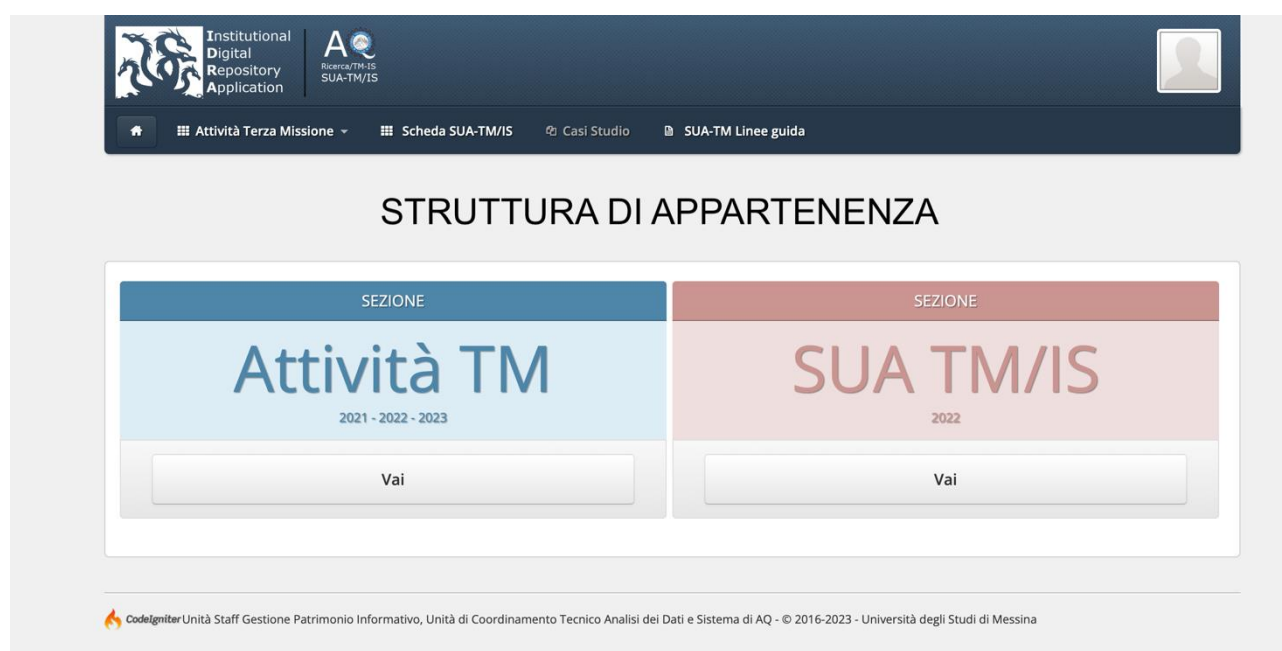 Institutional
Digital
Repository
Application
AQ
Ricerca/TM-IS
SUA-TM/IS
Attività Terza Missione
Scheda SUA-TM/IS
Casi Studio
SUA-TM Linee guida
STRUTTURA DI APPARTENENZA
SEZIONE
Attività TM
2021 - 2022 - 2023
Vai
SEZIONE
SUA TM/IS
2022
Vai
CodeIgniter Unità Staff Gestione Patrimonio Informativo, Unità di Coordinamento Tecnico Analisi dei Dati e Sistema di AQ - © 2016-2023 - Università degli Studi di Messina